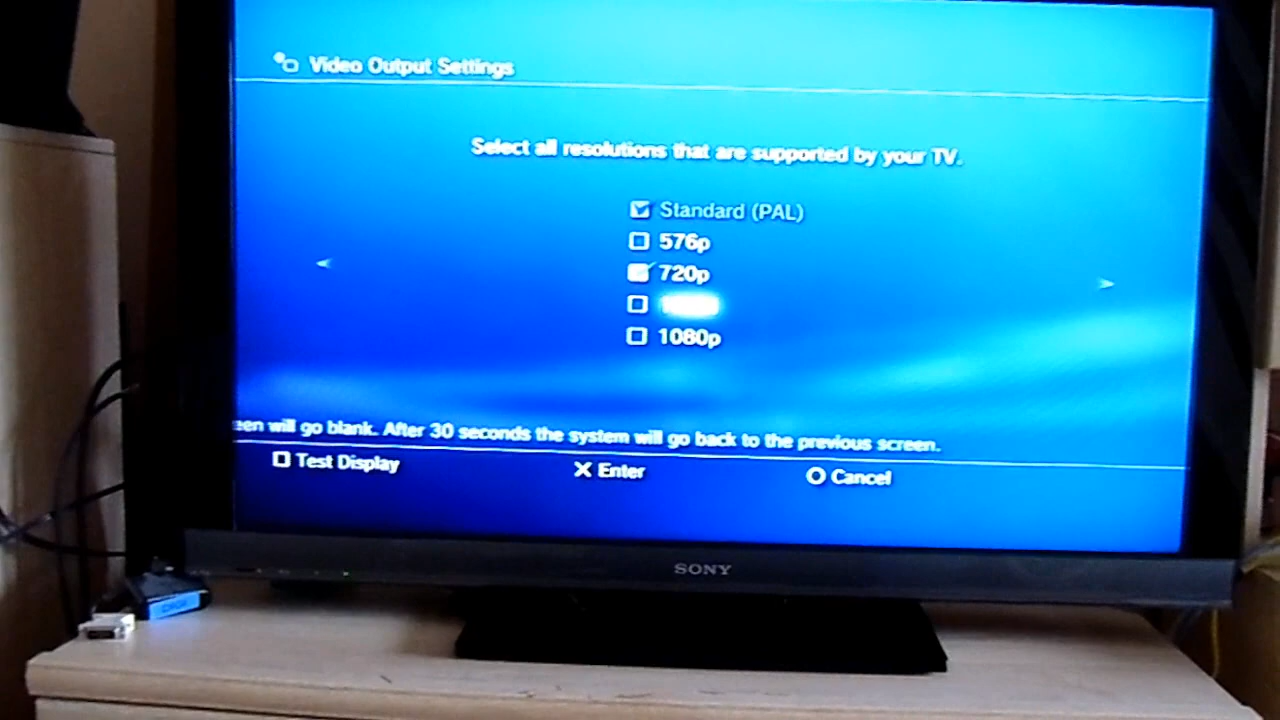 Video Output Settings
Select all resolutions that are supported by your TV.
Standard (PAL)
576p
720p
1080p
will go blank. After 30 seconds the system will go back to the previous screen.
Test Display
Enter
Cancel
SONY